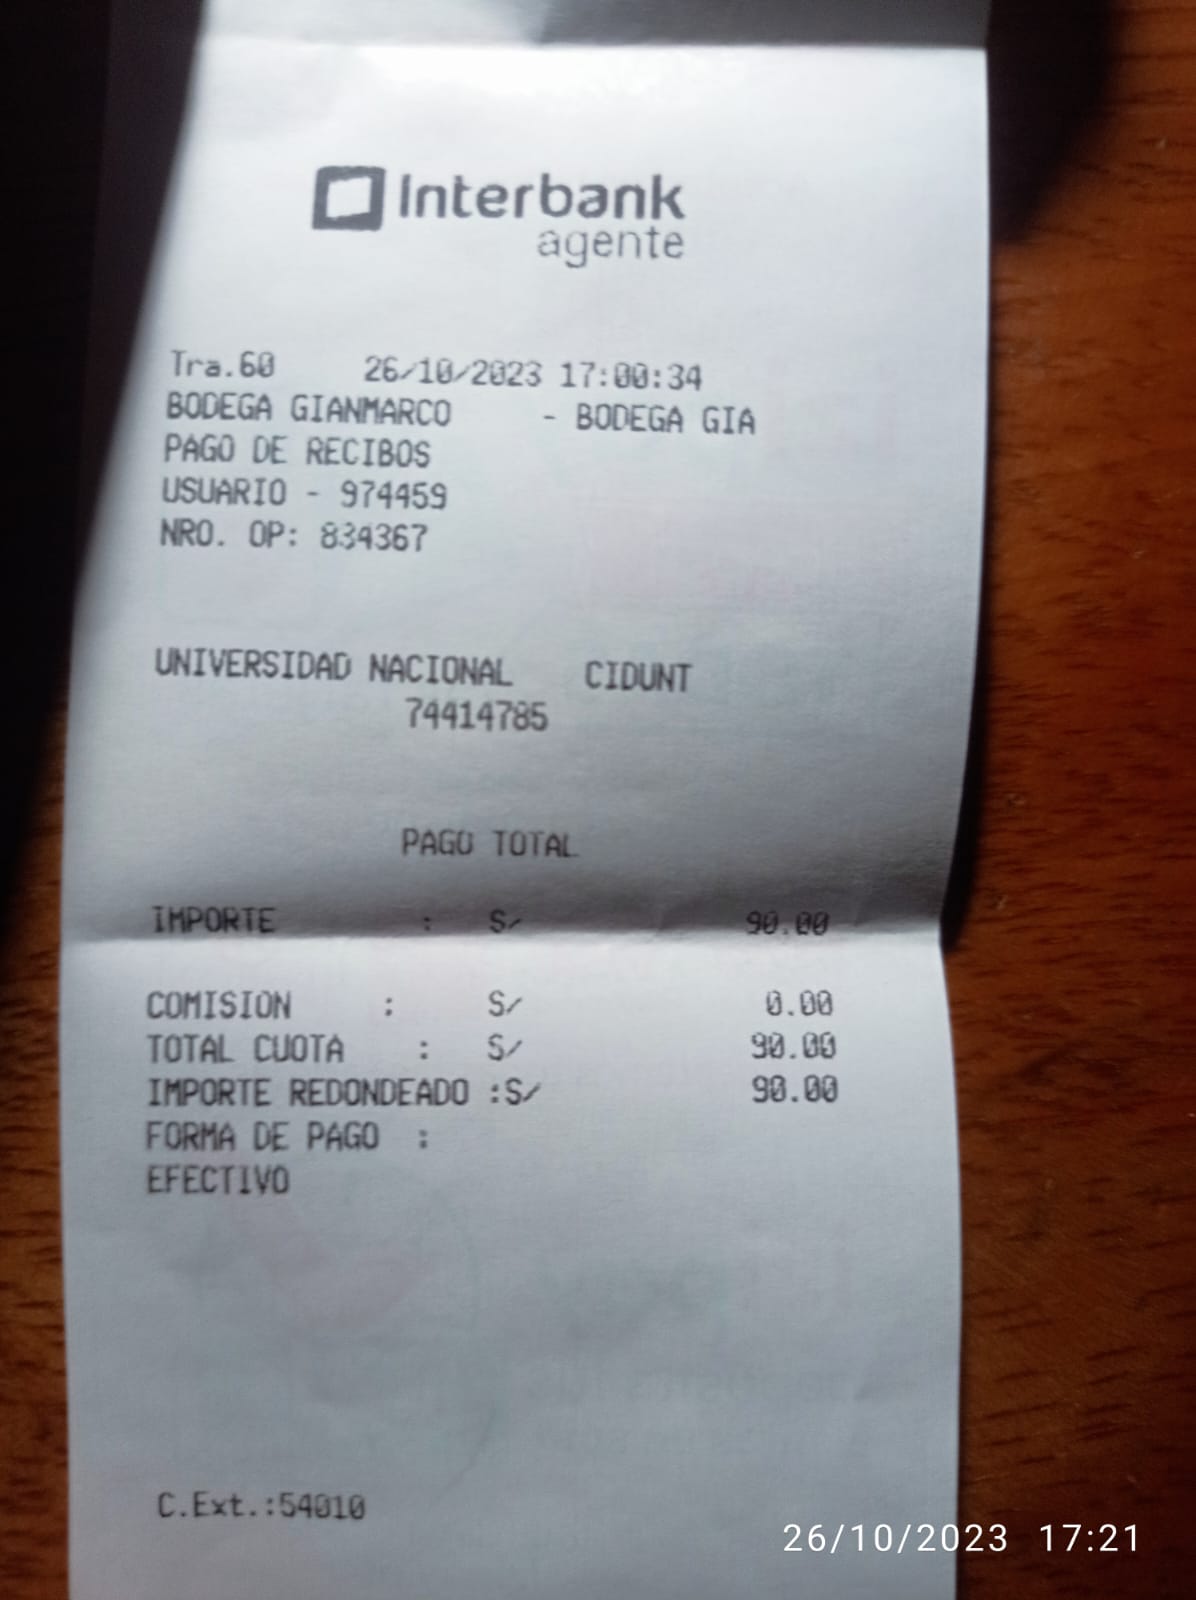 Interbank
agente
Tra.60 26/10/2023 17:00:34
BODEGA GIANMARCO - BODEGA GIA
PAGO DE RECIBOS
USUARIO - 974459
NRO. OP: 834367
UNIVERSIDAD NACIONAL CIDUNT
74414785
PAGO TOTAL
IMPORTE : S/ 90.00
COMISION : S/ 0.00
TOTAL CUOTA : S/ 90.00
IMPORTE REDONDEADO :S/ 90.00
FORMA DE PAGO :
EFECTIVO
C.Ext.:54010
26/10/2023 17:21